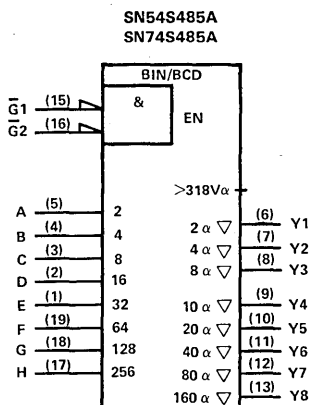 SN54S485A
SN74S485A
BIN/BCD
G̅1 (15) & EN
G̅2 (16)
>318Vα
A (5) 2
B (4) 4
C (3) 8
D (2) 16
E (1) 32
F (19) 64
G (18) 128
H (17) 256
2 α ▽ (6) Y1
4 α ▽ (7) Y2
8 α ▽ (8) Y3
10 α ▽ (9) Y4
20 α ▽ (10) Y5
40 α ▽ (11) Y6
80 α ▽ (12) Y7
160 α ▽ (13) Y8